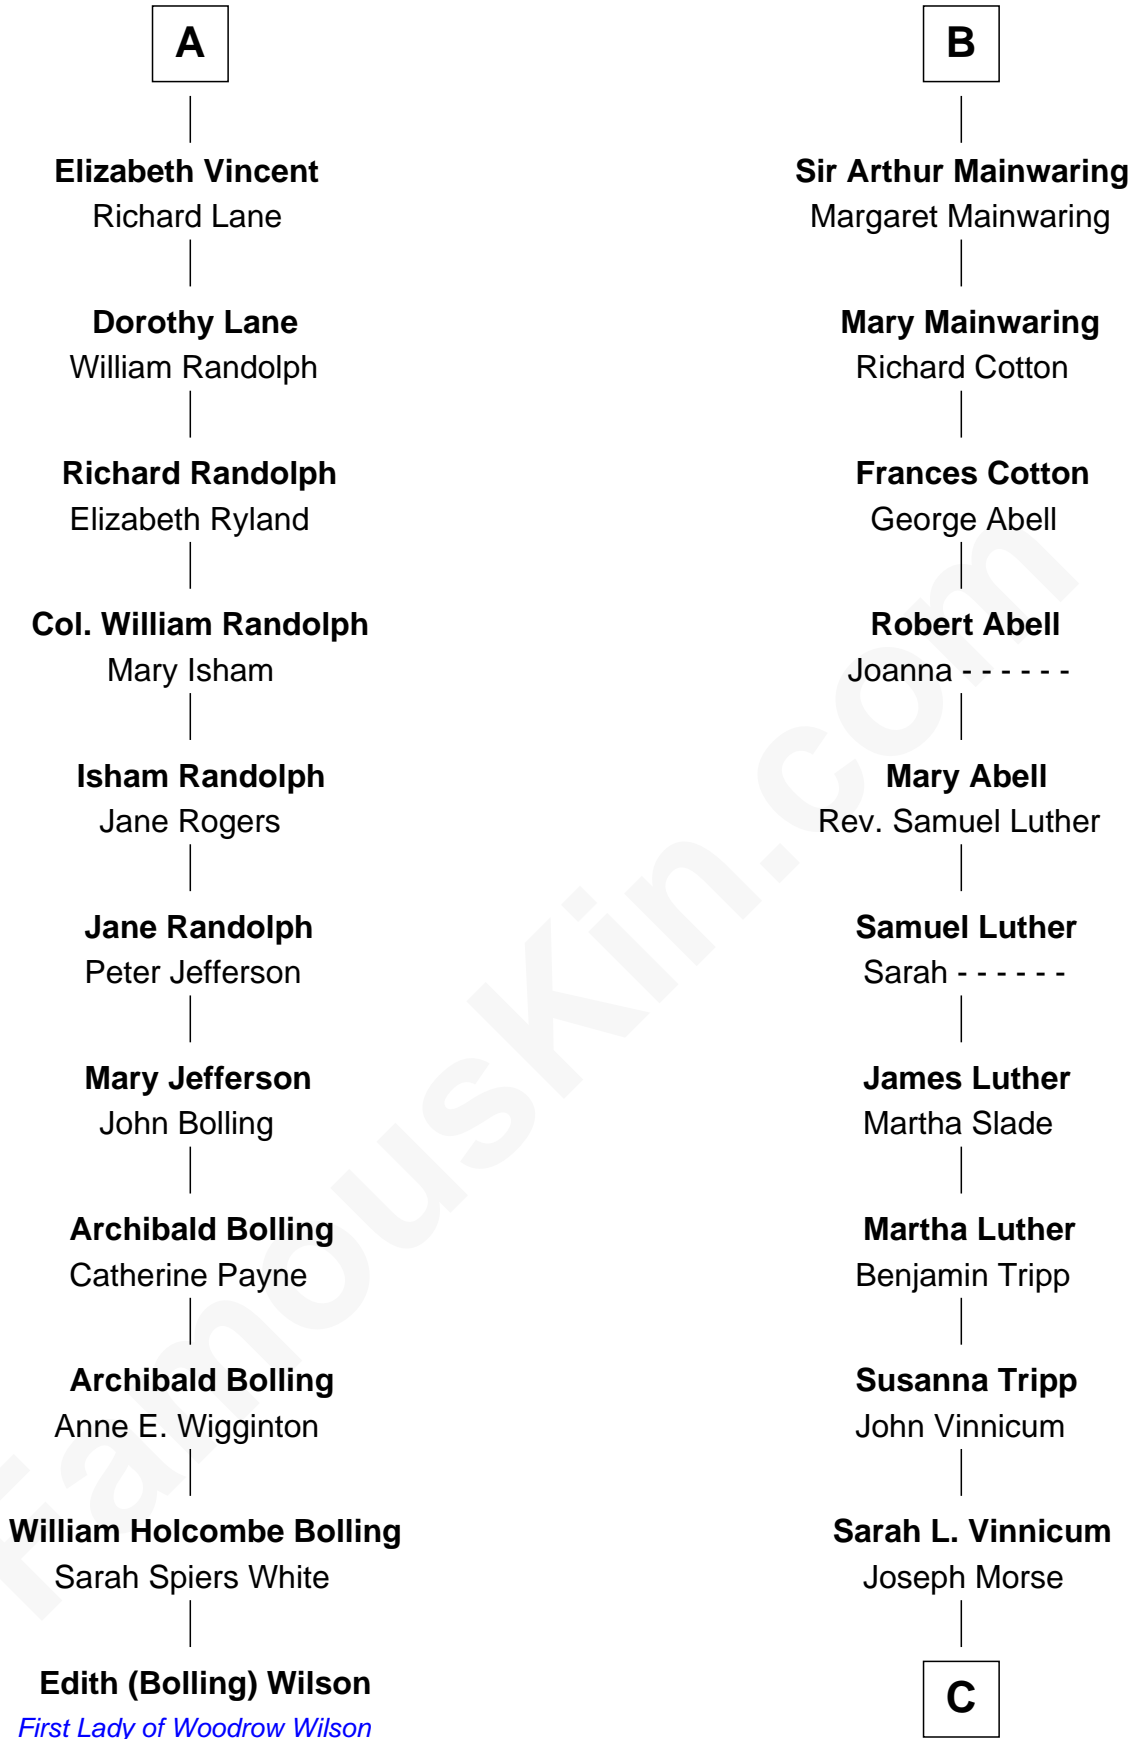 A
Elizabeth Vincent
Richard Lane
Dorothy Lane
William Randolph
Richard Randolph
Elizabeth Ryland
Col. William Randolph
Mary Isham
Isham Randolph
Jane Rogers
Jane Randolph
Peter Jefferson
Mary Jefferson
John Bolling
Archibald Bolling
Catherine Payne
Archibald Bolling
Anne E. Wigginton
William Holcombe Bolling
Sarah Spiers White
Edith (Bolling) Wilson
First Lady of Woodrow Wilson
B
Sir Arthur Mainwaring
Margaret Mainwaring
Mary Mainwaring
Richard Cotton
Frances Cotton
George Abell
Robert Abell
Joanna - - - - - -
Mary Abell
Rev. Samuel Luther
Samuel Luther
Sarah - - - - - -
James Luther
Martha Slade
Martha Luther
Benjamin Tripp
Susanna Tripp
John Vinnicum
Sarah L. Vinnicum
Joseph Morse
C
FamousKin.com